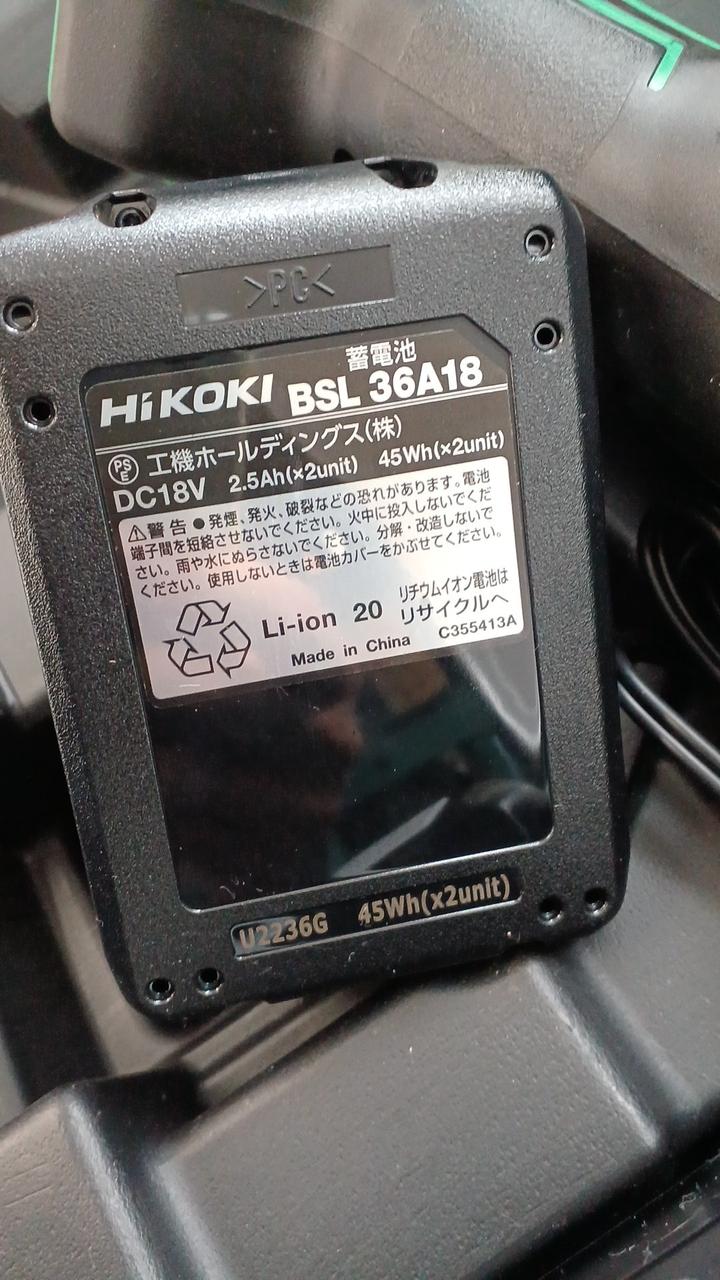 >PC<
蓄電池
HiKOKI BSL 36A18
PS E 工機ホールディングス(株)
DC18V 2.5Ah(×2unit) 45Wh(×2unit)
⚠警告 ●発煙、発火、破裂などの恐れがあります。電池
端子間を短絡させないでください。火中に投入しないでくだ
さい。雨や水にぬらさないでください。分解・改造しないで
ください。使用しないときは電池カバーをかぶせてください。
Li-ion 20 リチウムイオン電池は
リサイクルへ
Made in China C355413A
U2236G 45Wh(x2unit)